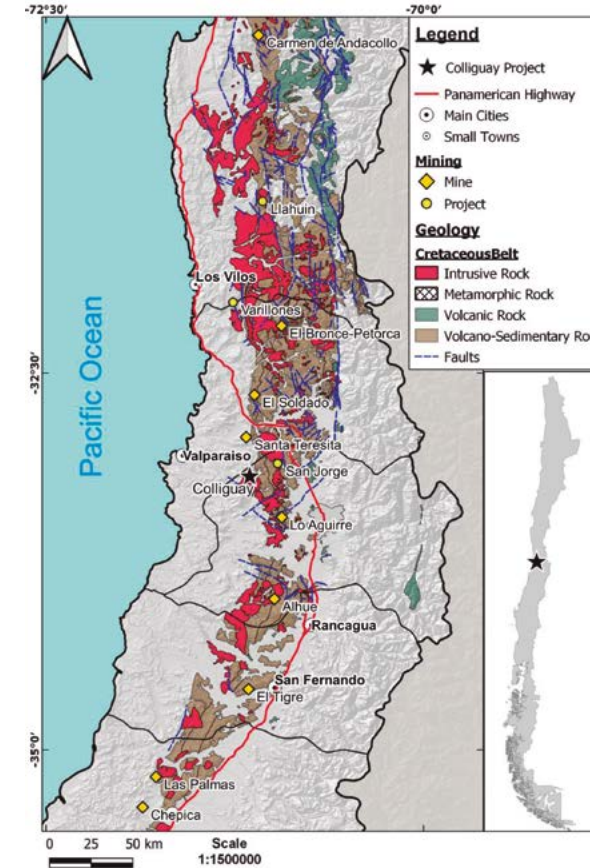 -72°30'
-70°0'
Carmen de Andacollo
Llahuin
Los Vilos
Varillones
El Bronce-Petorca
-32°30'
El Soldado
Santa Teresita
Valparaiso
San Jorge
Colliguay
Lo Aguirre
Alhue
Rancagua
San Fernando
El Tigre
-35°0'
Las Palmas
Chepica
Pacific Ocean
Legend
Colliguay Project
Panamerican Highway
Main Cities
Small Towns
Mining
Mine
Project
Geology
CretaceousBelt
Intrusive Rock
Metamorphic Rock
Volcanic Rock
Volcano-Sedimentary Ro
Faults
0 25 50 km
Scale
1:1500000